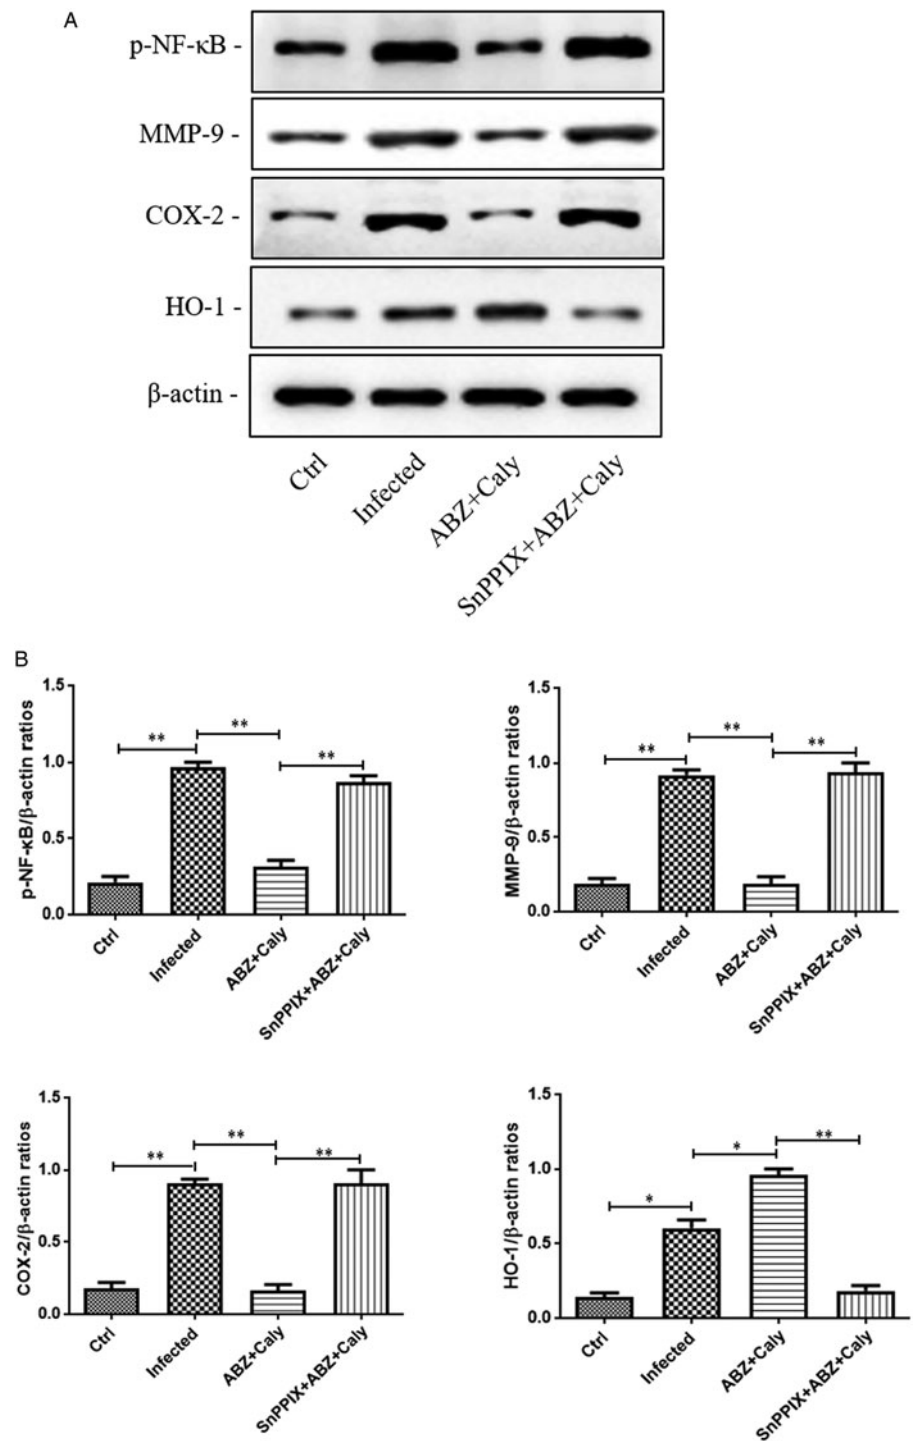 A
p-NF-κB -
MMP-9 -
COX-2 -
HO-1 -
β-actin -
Ctrl
Infected
ABZ+Caly
SnPPIX+ABZ+Caly
B
p-NF-κB/β-actin ratios
1.5
1.0
0.5
0.0
**
**
**
Ctrl
Infected
ABZ+Caly
SnPPIX+ABZ+Caly
MMP-9/β-actin ratios
1.5
1.0
0.5
0.0
**
**
**
Ctrl
Infected
ABZ+Caly
SnPPIX+ABZ+Caly
COX-2/β-actin ratios
1.5
1.0
0.5
0.0
**
**
**
Ctrl
Infected
ABZ+Caly
SnPPIX+ABZ+Caly
HO-1/β-actin ratios
1.5
1.0
0.5
0.0
*
*
**
Ctrl
Infected
ABZ+Caly
SnPPIX+ABZ+Caly